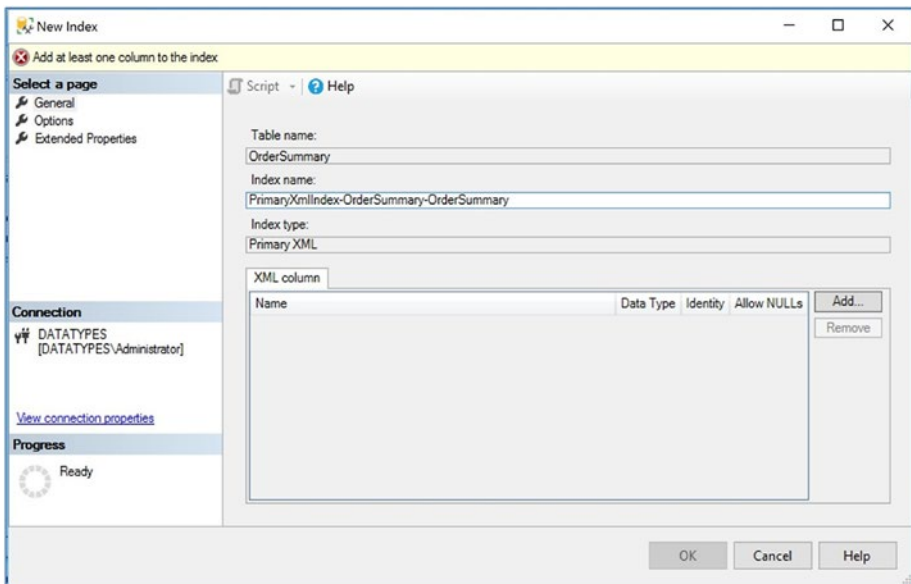 New Index
Add at least one column to the index
Select a page
General
Options
Extended Properties
Script
Help
Table name:
OrderSummary
Index name:
PrimaryXmlIndex-OrderSummary-OrderSummary
Index type:
Primary XML
XML column
Name Data Type Identity Allow NULLs
Add...
Remove
Connection
DATATYPES
[DATATYPES\Administrator]
View connection properties
Progress
Ready
OK Cancel Help